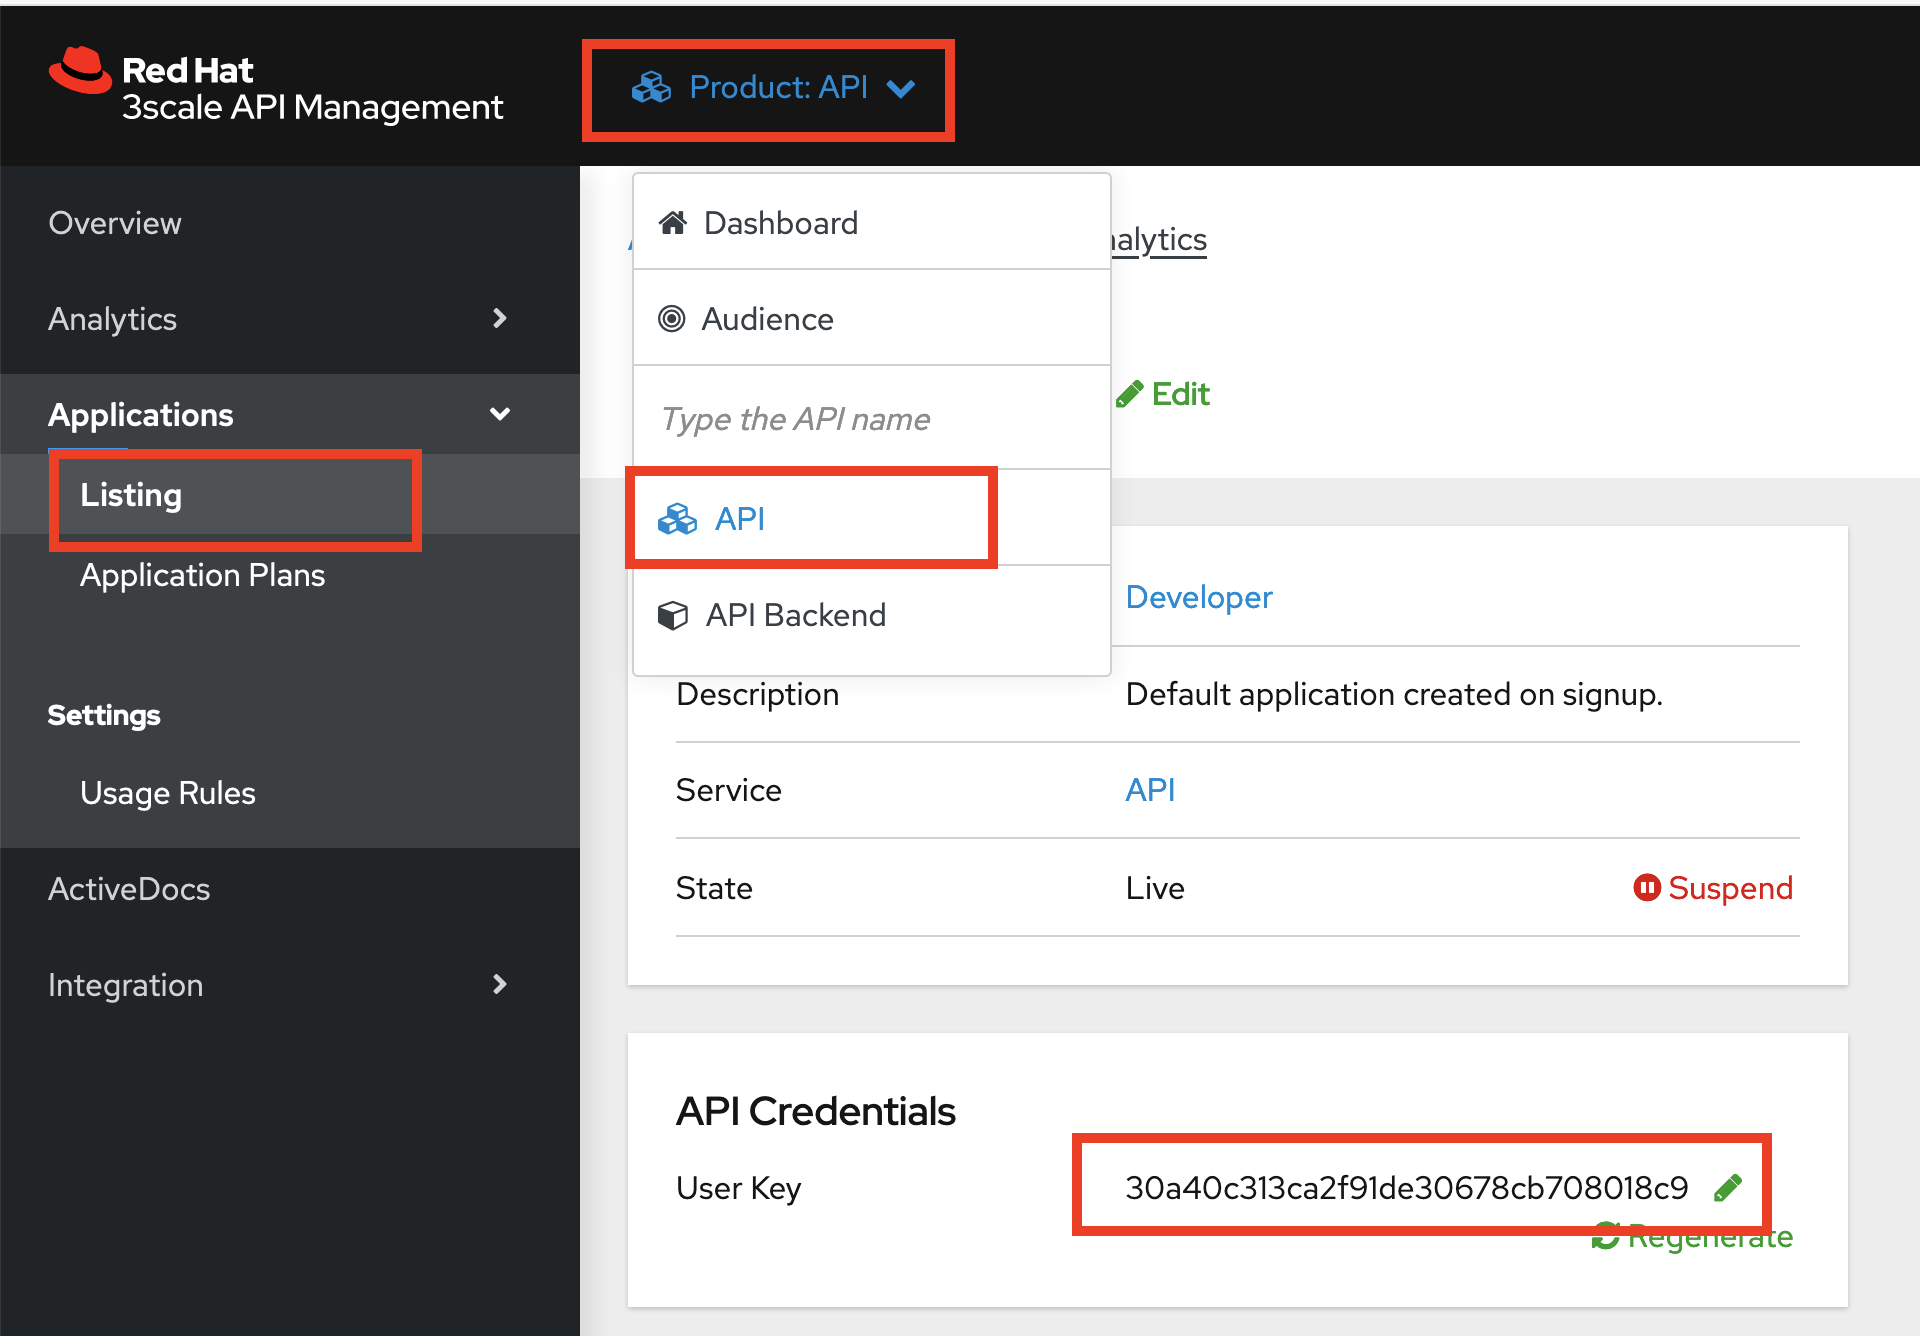 Red Hat
3scale API Management
Product: API
Overview
Analytics
Applications
Listing
Application Plans
Settings
Usage Rules
ActiveDocs
Integration
Dashboard
Audience
Type the API name
API
API Backend
alytics
Edit
Developer
Description Default application created on signup.
Service API
State Live Suspend
API Credentials
User Key 30a40c313ca2f91de30678cb708018c9
Regenerate